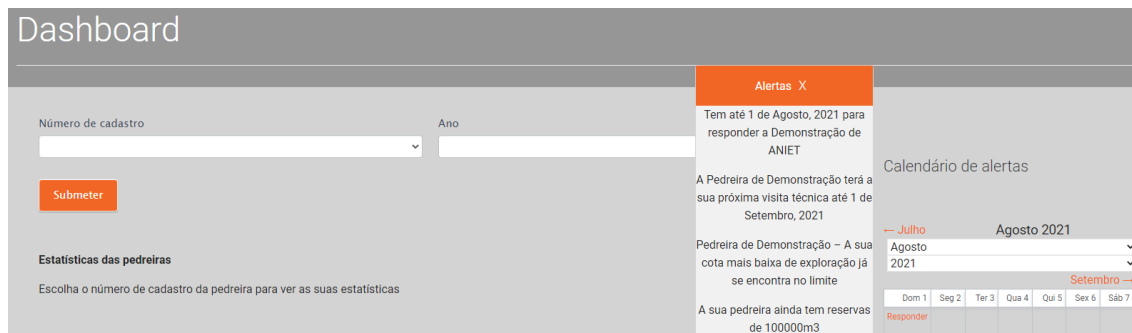 Dashboard
Número de cadastro
Ano
Submeter
Estatísticas das pedreiras
Escolha o número de cadastro da pedreira para ver as suas estatísticas
Alertas X
Tem até 1 de Agosto, 2021 para
responder a Demonstração de
ANIET
A Pedreira de Demonstração terá a
sua próxima visita técnica até 1 de
Setembro, 2021
Pedreira de Demonstração – A sua
cota mais baixa de exploração já
se encontra no limite
A sua pedreira ainda tem reservas
de 100000m3
Calendário de alertas
← Julho Agosto 2021
Agosto
2021
Setembro →
Dom 1 Seg 2 Ter 3 Qua 4 Qui 5 Sex 6 Sáb 7
Responder